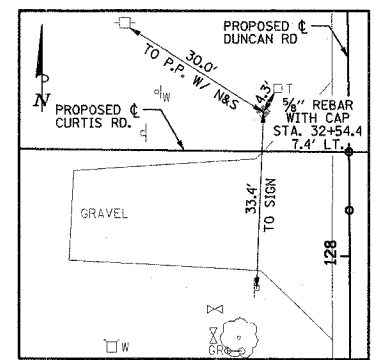 PROPOSED ℄
DUNCAN RD
30.0'
TO P.P. W/ N&S
4.3'
T
N
W
PROPOSED ℄
CURTIS RD.
5/8" REBAR
WITH CAP
STA. 32+54.4
7.4' LT.
33.4'
TO SIGN
GRAVEL
128
W